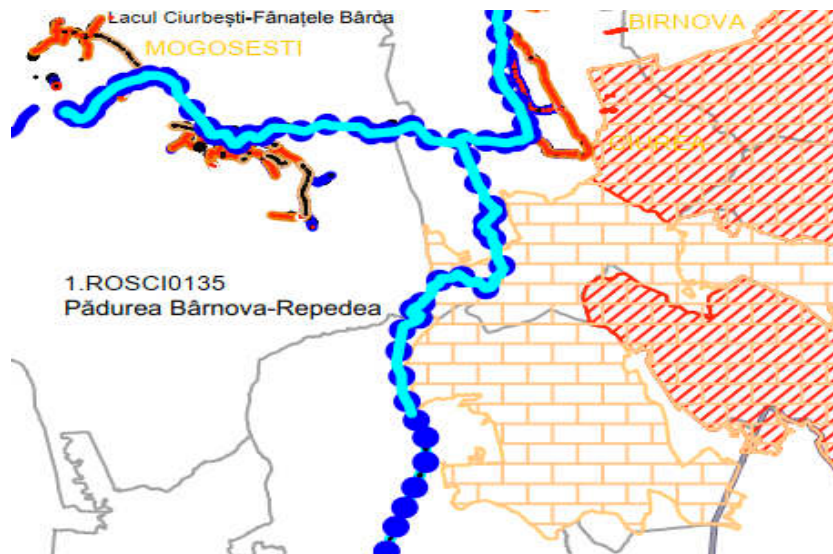 Lacul Ciurbești-Fânațele Bârca
MOGOSESTI
BIRNOVA
CIUREA
1.ROSCI0135
Pădurea Bârnova-Repedea